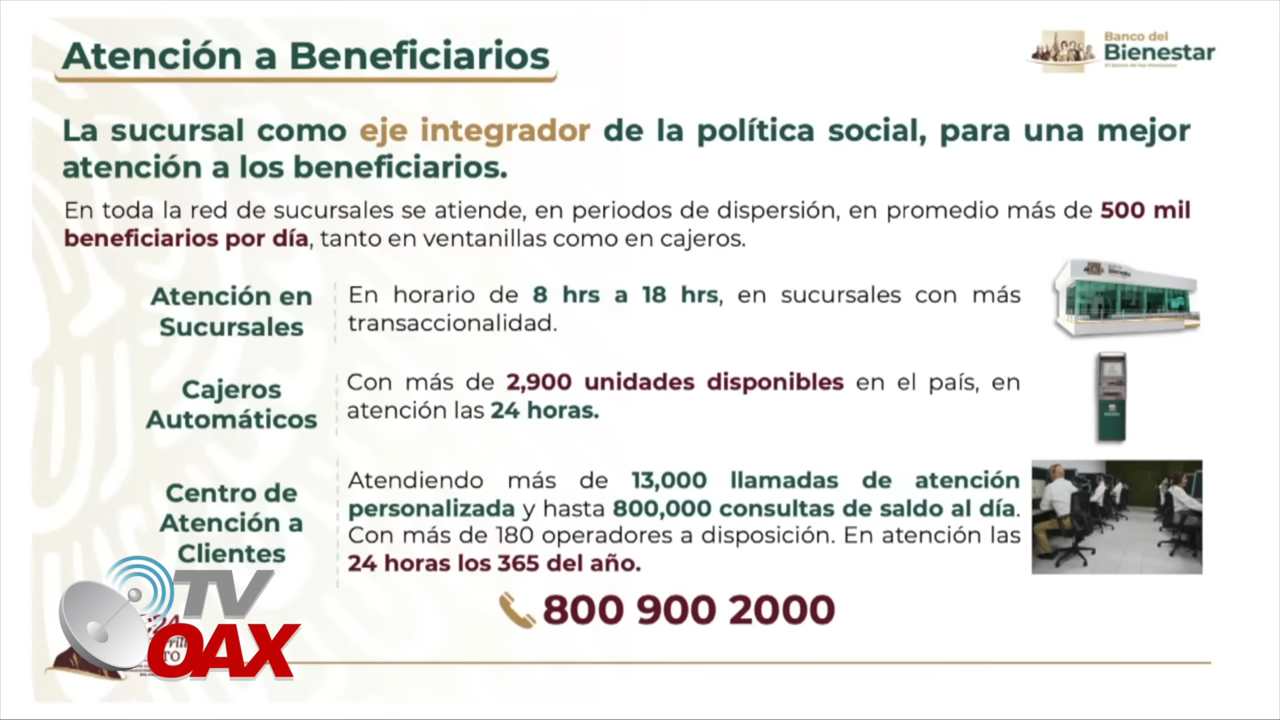 Atención a Beneficiarios
Banco del
Bienestar
La sucursal como eje integrador de la política social, para una mejor
atención a los beneficiarios.
En toda la red de sucursales se atiende, en periodos de dispersión, en promedio más de 500 mil
beneficiarios por día, tanto en ventanillas como en cajeros.
Atención en
Sucursales
En horario de 8 hrs a 18 hrs, en sucursales con más
transaccionalidad.
Cajeros
Automáticos
Con más de 2,900 unidades disponibles en el país, en
atención las 24 horas.
Centro de
Atención a
Clientes
Atendiendo más de 13,000 llamadas de atención
personalizada y hasta 800,000 consultas de saldo al día.
Con más de 180 operadores a disposición. En atención las
24 horas los 365 del año.
800 900 2000
TV
OAX